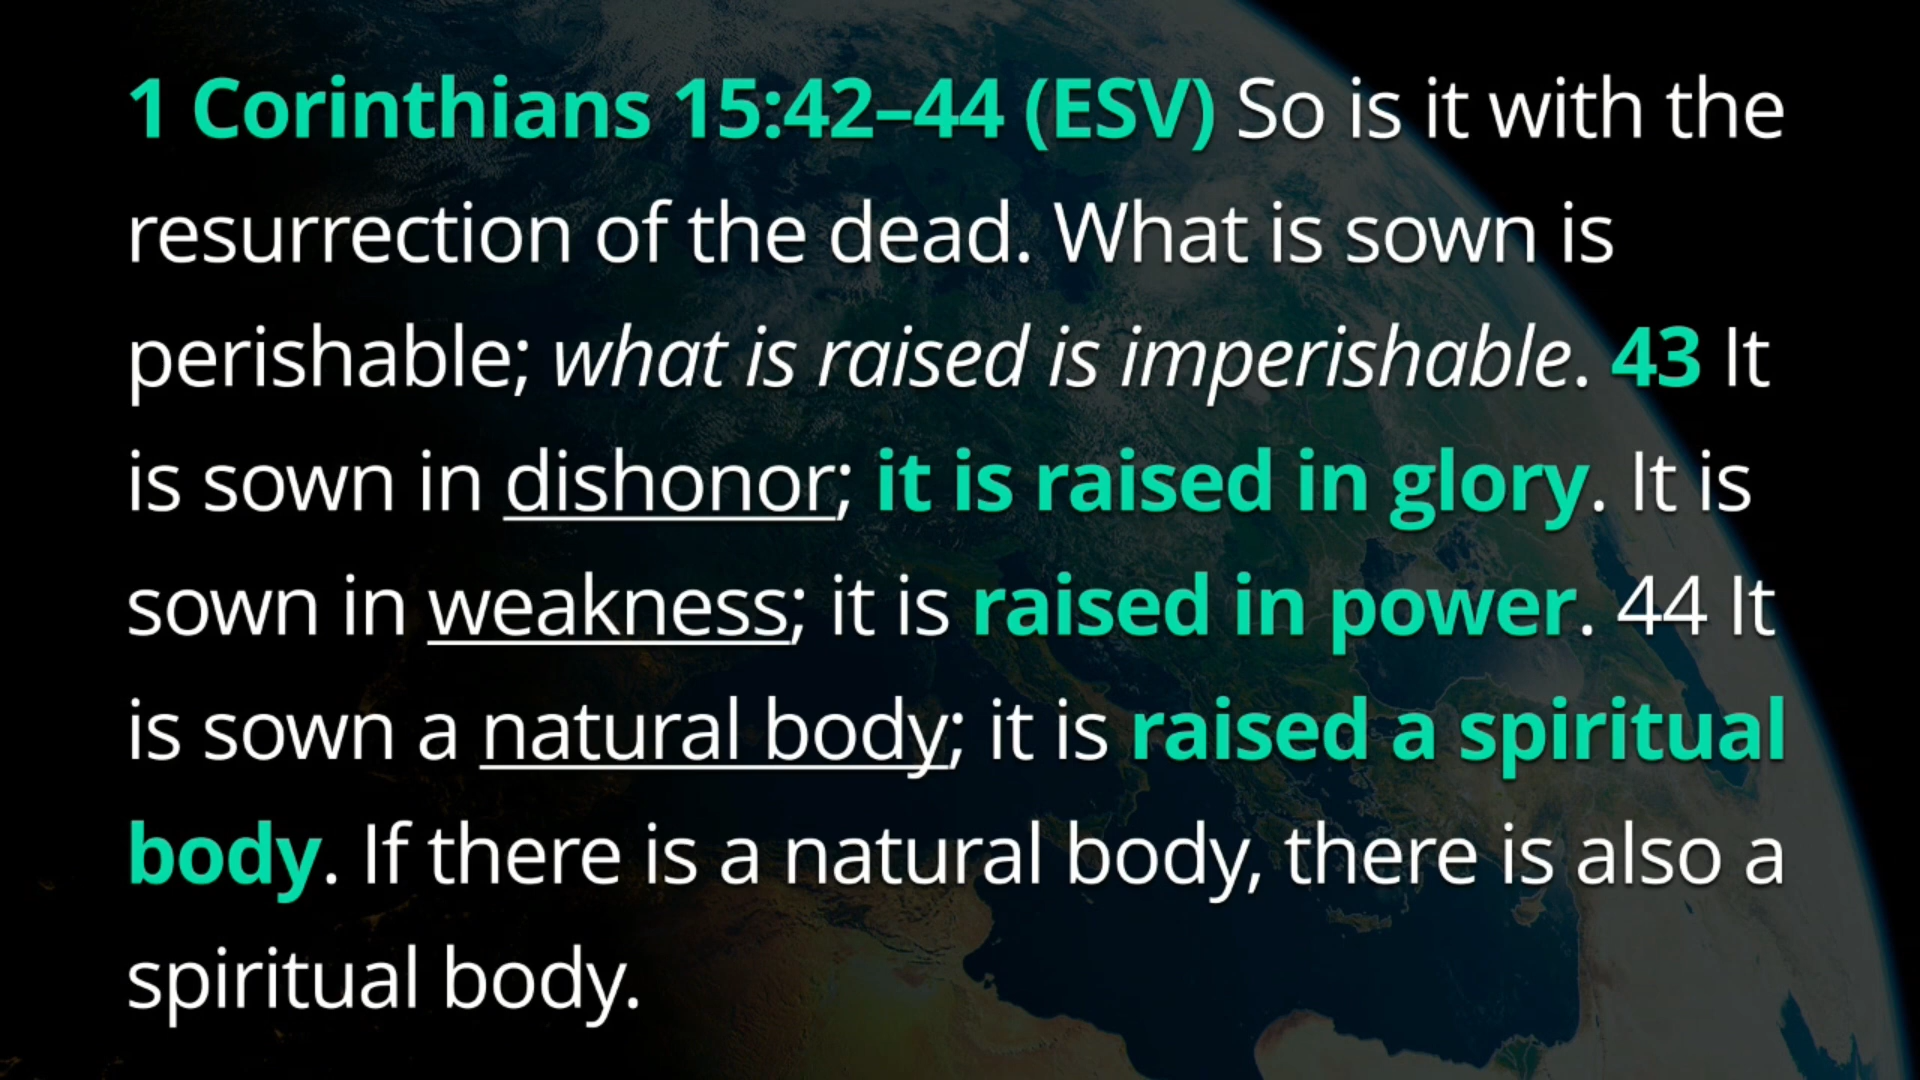 1 Corinthians 15:42–44 (ESV) So is it with the
resurrection of the dead. What is sown is
perishable; what is raised is imperishable. 43 It
is sown in dishonor; it is raised in glory. It is
sown in weakness; it is raised in power. 44 It
is sown a natural body; it is raised a spiritual
body. If there is a natural body, there is also a
spiritual body.